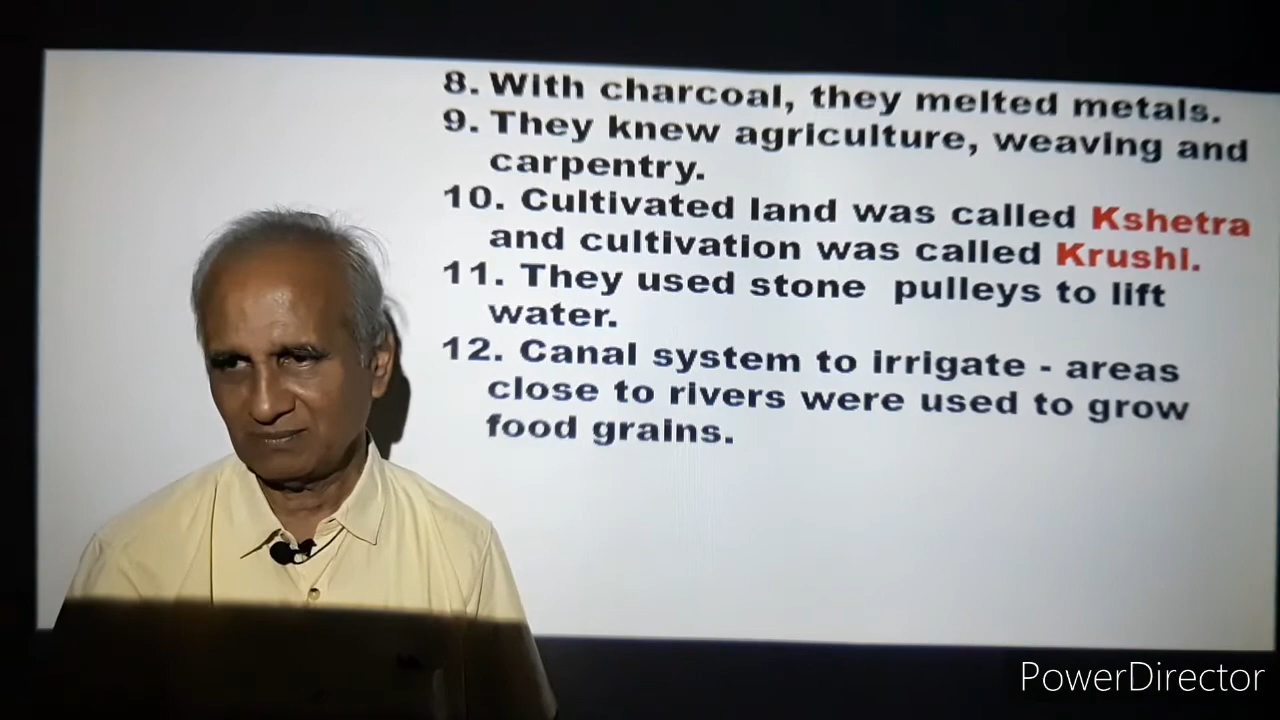 8. With charcoal, they melted metals.
9. They knew agriculture, weaving and
carpentry.
10. Cultivated land was called Kshetra
and cultivation was called Krushi.
11. They used stone pulleys to lift
water.
12. Canal system to irrigate - areas
close to rivers were used to grow
food grains.
PowerDirector